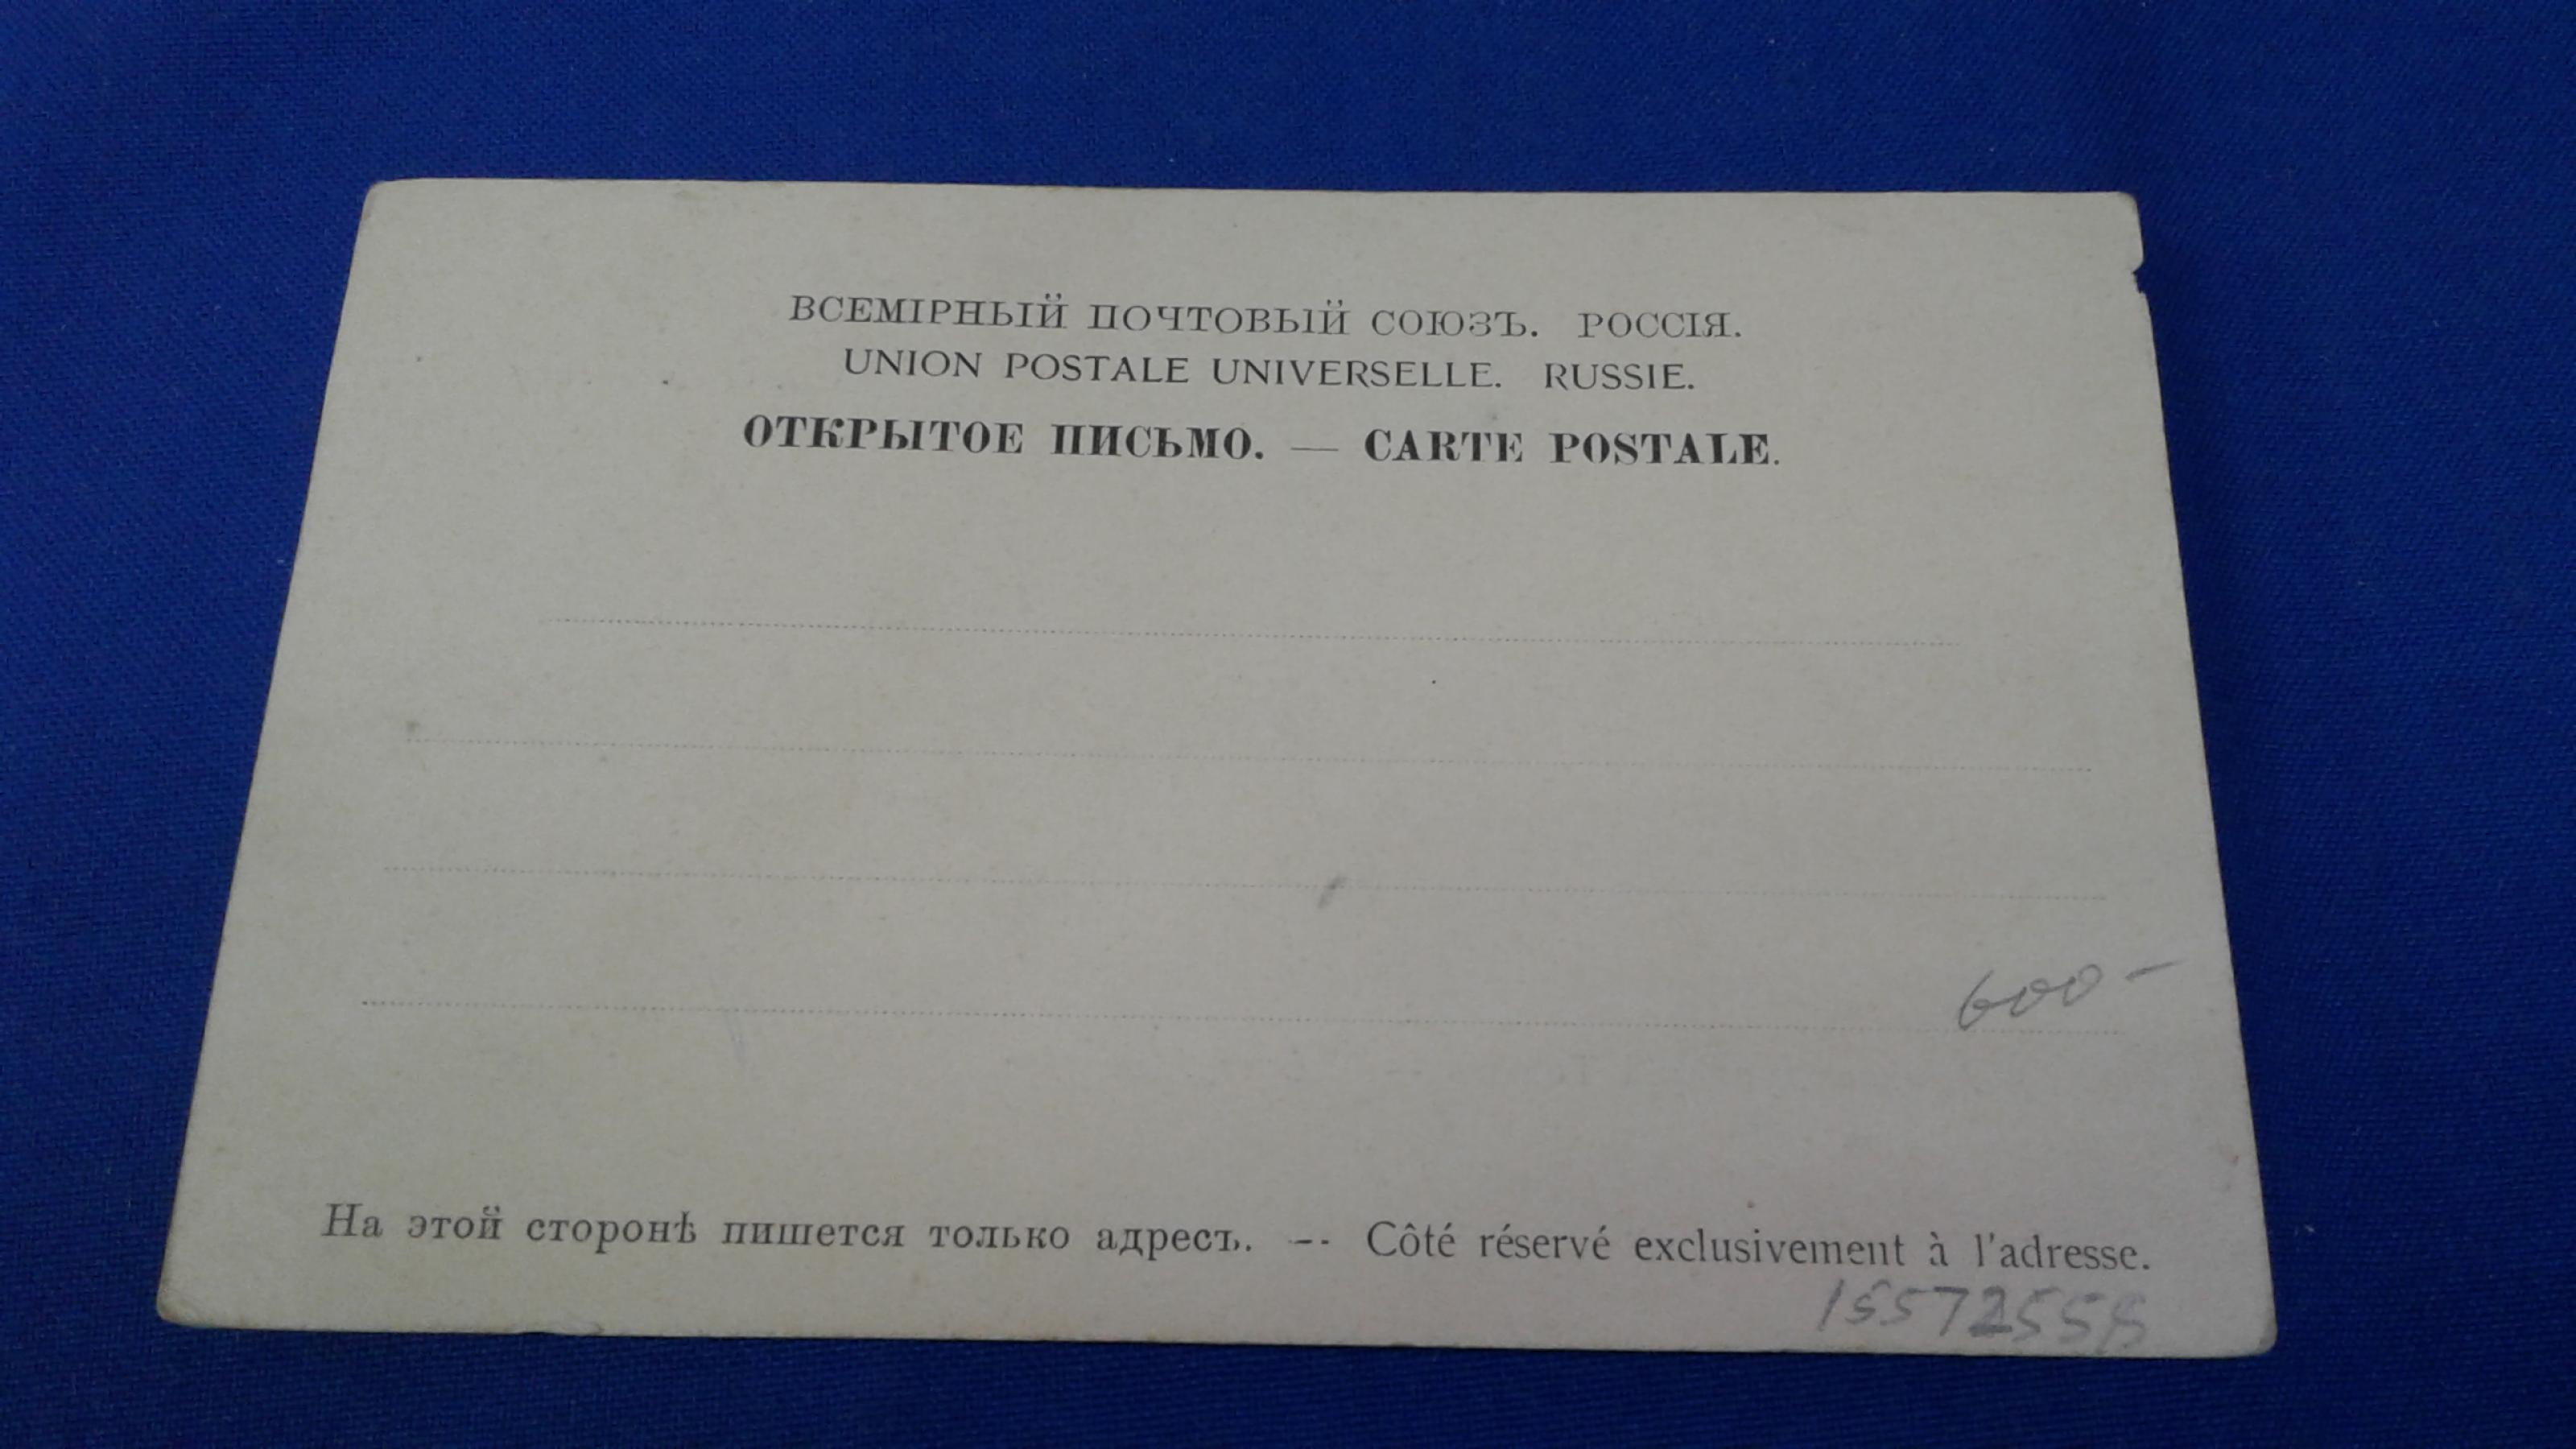 ВСЕМІРНЫЙ ПОЧТОВЫЙ СОЮЗЪ. РОССІЯ.
UNION POSTALE UNIVERSELLE. RUSSIE.
ОТКРЫТОЕ ПИСЬМО. — CARTE POSTALE.
600 –
На этой сторонѣ пишется только адресъ. -- Côté réservé exclusivement à l'adresse.